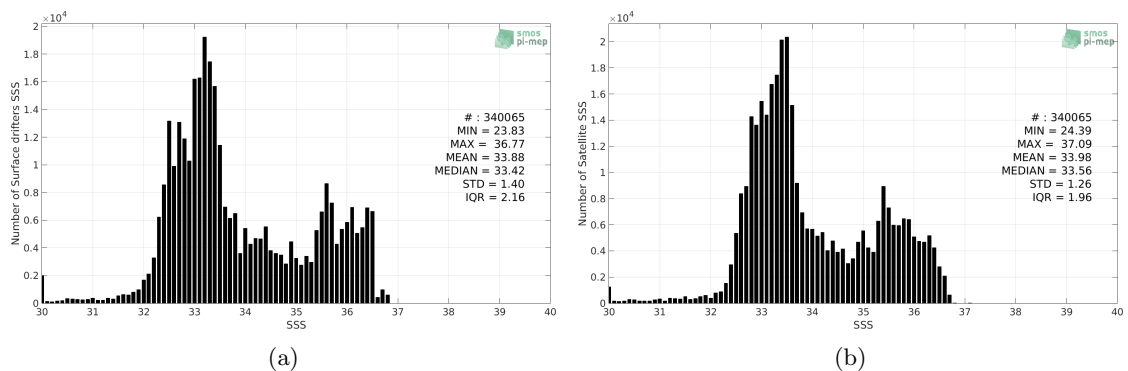 ×10⁴
2
1.8
1.6
1.4
1.2
1
0.8
0.6
0.4
0.2
0
Number of Surface drifters SSS
30 31 32 33 34 35 36 37 38 39 40
SSS
smos
pi-mep
# : 340065
MIN = 23.83
MAX = 36.77
MEAN = 33.88
MEDIAN = 33.42
STD = 1.40
IQR = 2.16
(a)
×10⁴
2
1.8
1.6
1.4
1.2
1
0.8
0.6
0.4
0.2
0
Number of Satellite SSS
30 31 32 33 34 35 36 37 38 39 40
SSS
smos
pi-mep
# : 340065
MIN = 24.39
MAX = 37.09
MEAN = 33.98
MEDIAN = 33.56
STD = 1.26
IQR = 1.96
(b)